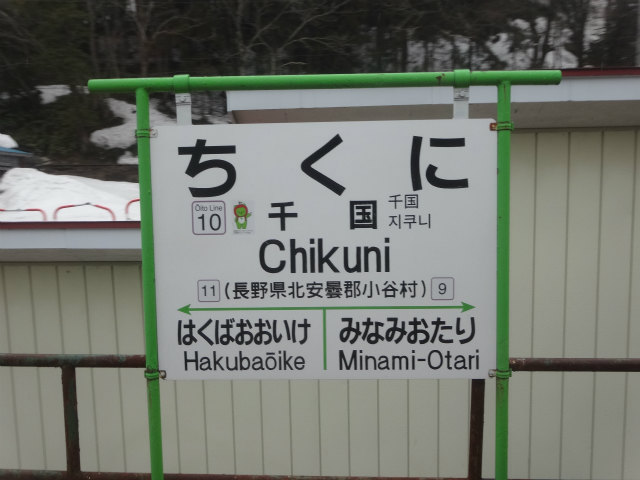 ちくに
Ōito Line
10
千国
千国
지쿠니
Chikuni
11 (長野県北安曇郡小谷村) 9
はくばおおいけ みなみおたり
Hakubaōike Minami-Otari